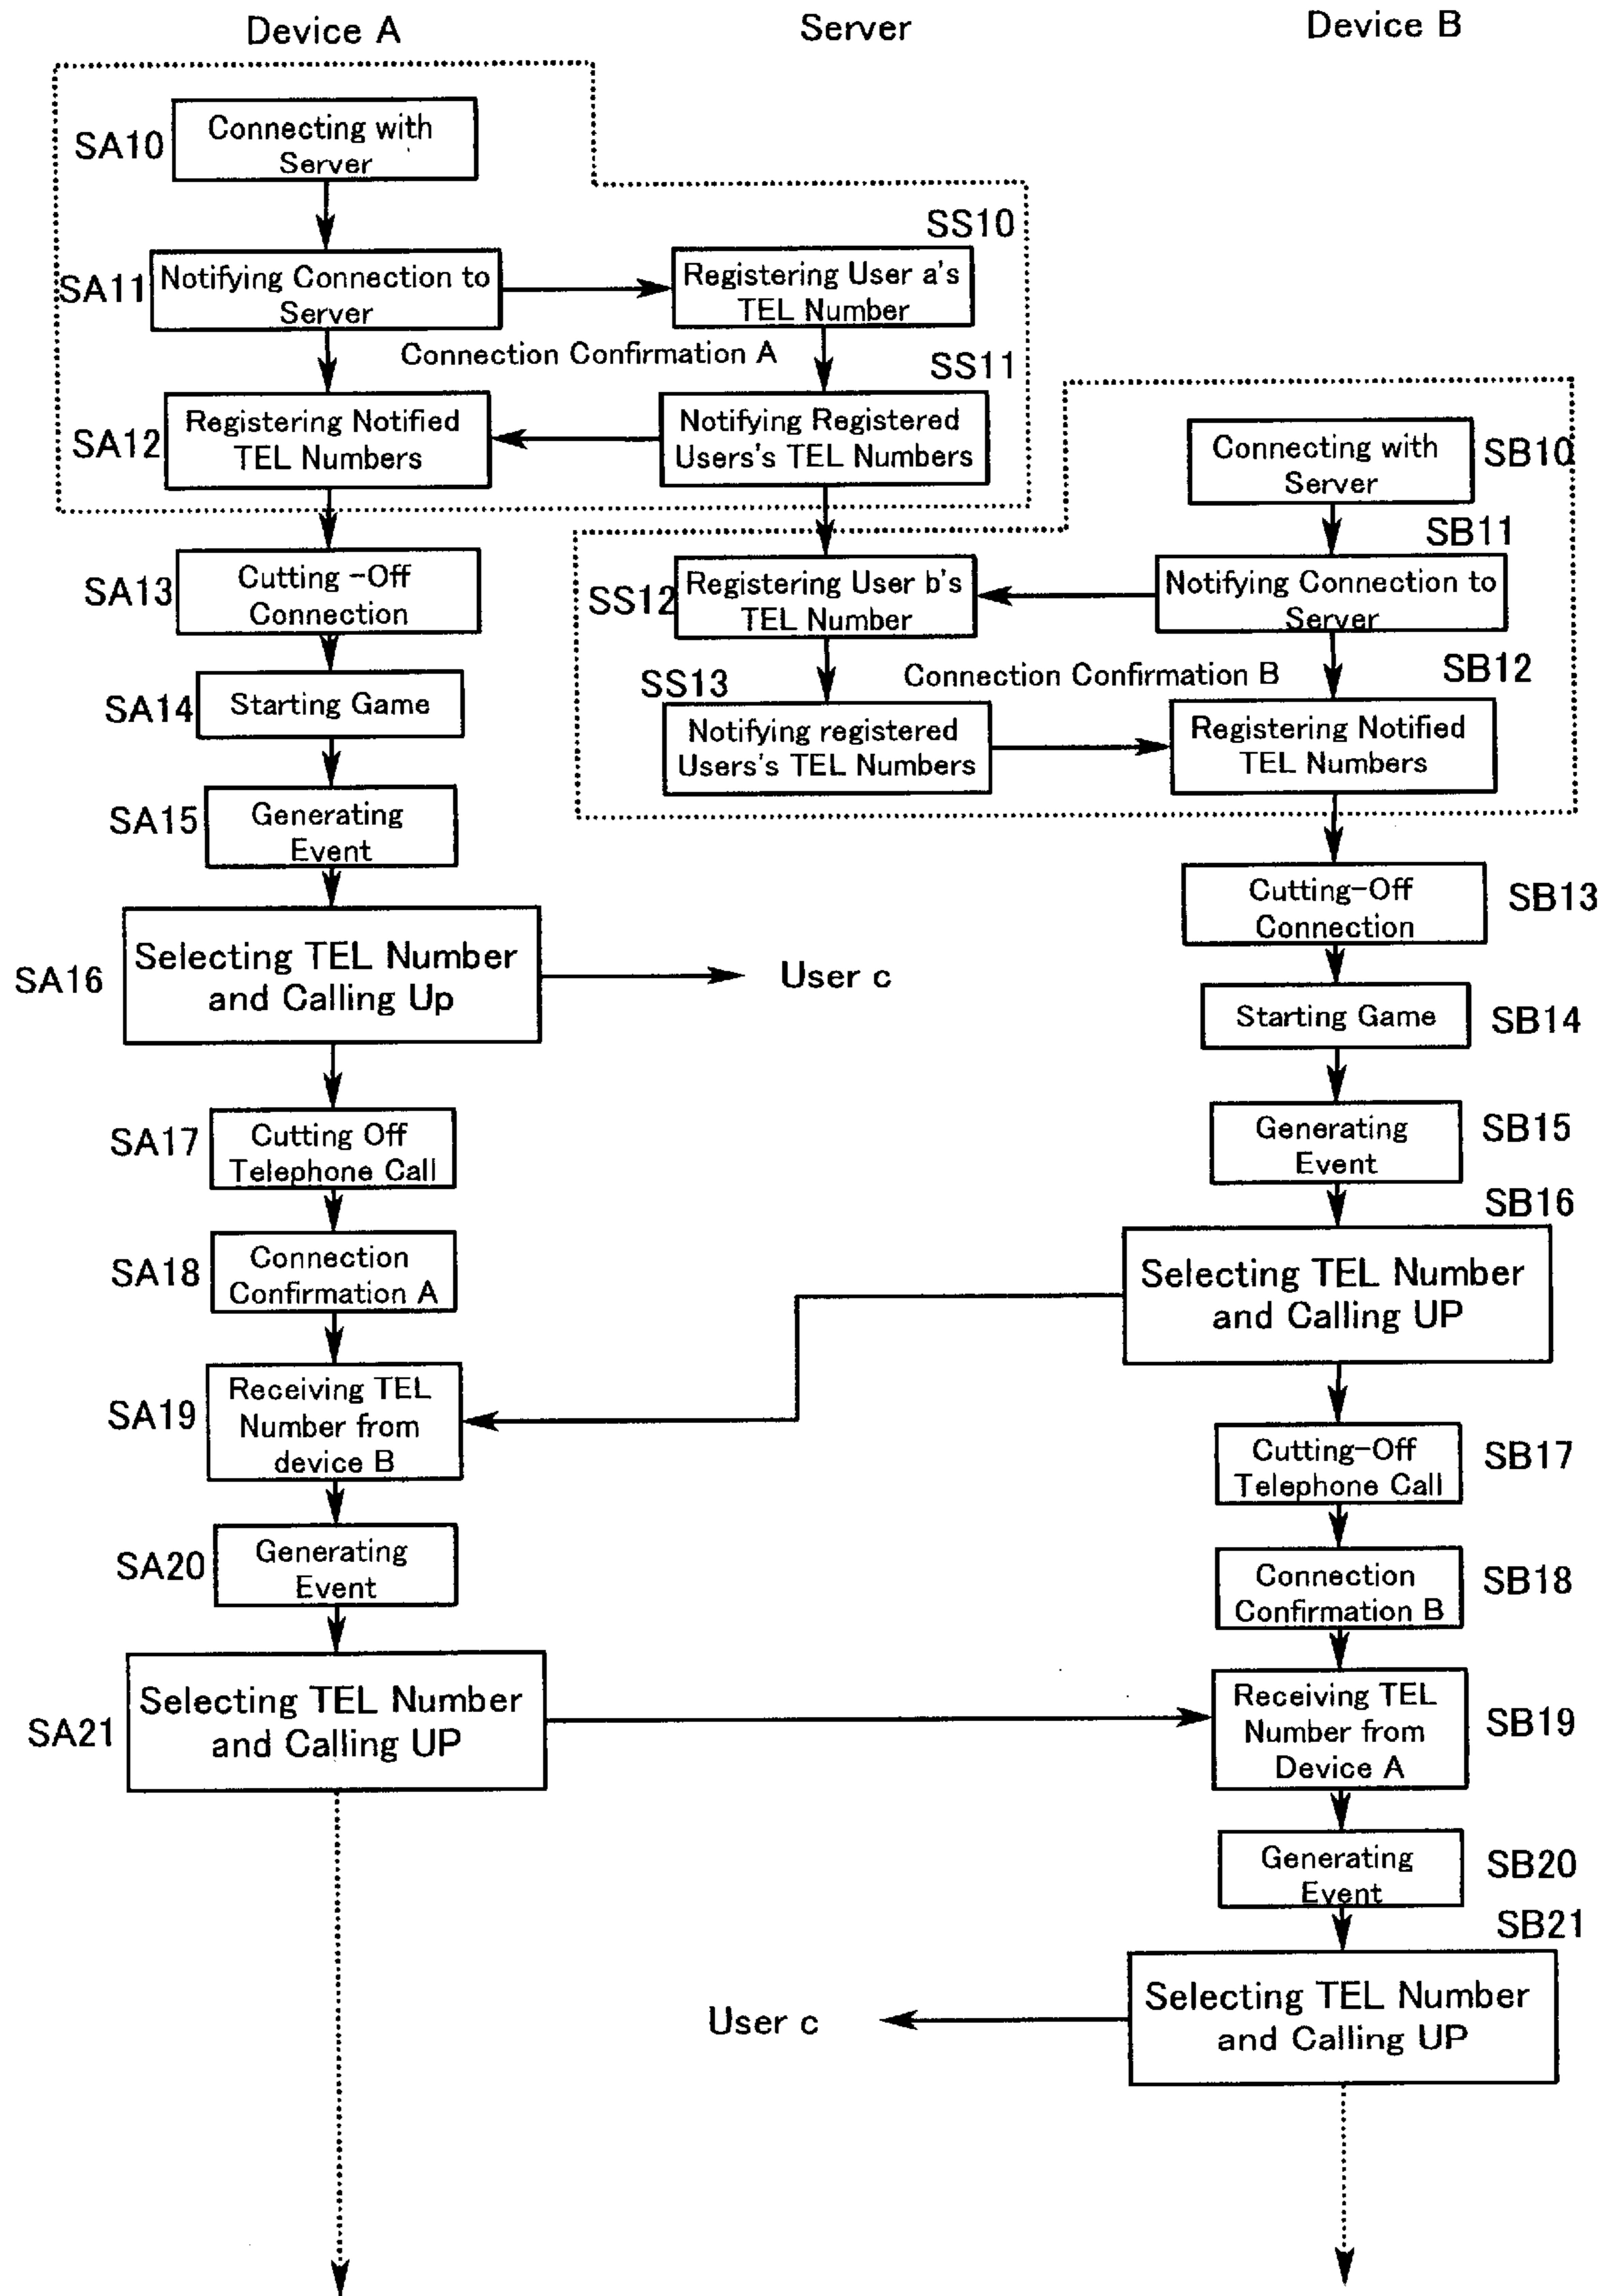 Device A
Server
Device B
SA10
Connecting with
Server
SS10
SA11
Notifying Connection to
Server
Registering User a's
TEL Number
Connection Confirmation A
SS11
SA12
Registering Notified
TEL Numbers
Notifying Registered
Users's TEL Numbers
Connecting with
Server
SB10
SB11
SA13
Cutting -Off
Connection
SS12
Registering User b's
TEL Number
Notifying Connection to
Server
SS13
Connection Confirmation B
SB12
SA14
Starting Game
Notifying registered
Users's TEL Numbers
Registering Notified
TEL Numbers
SA15
Generating
Event
Cutting-Off
Connection
SB13
SA16
Selecting TEL Number
and Calling Up
User c
Starting Game
SB14
SA17
Cutting Off
Telephone Call
Generating
Event
SB15
SB16
SA18
Connection
Confirmation A
Selecting TEL Number
and Calling UP
SA19
Receiving TEL
Number from
device B
Cutting-Off
Telephone Call
SB17
SA20
Generating
Event
Connection
Confirmation B
SB18
SA21
Selecting TEL Number
and Calling UP
Receiving TEL
Number from
Device A
SB19
Generating
Event
SB20
SB21
User c
Selecting TEL Number
and Calling UP